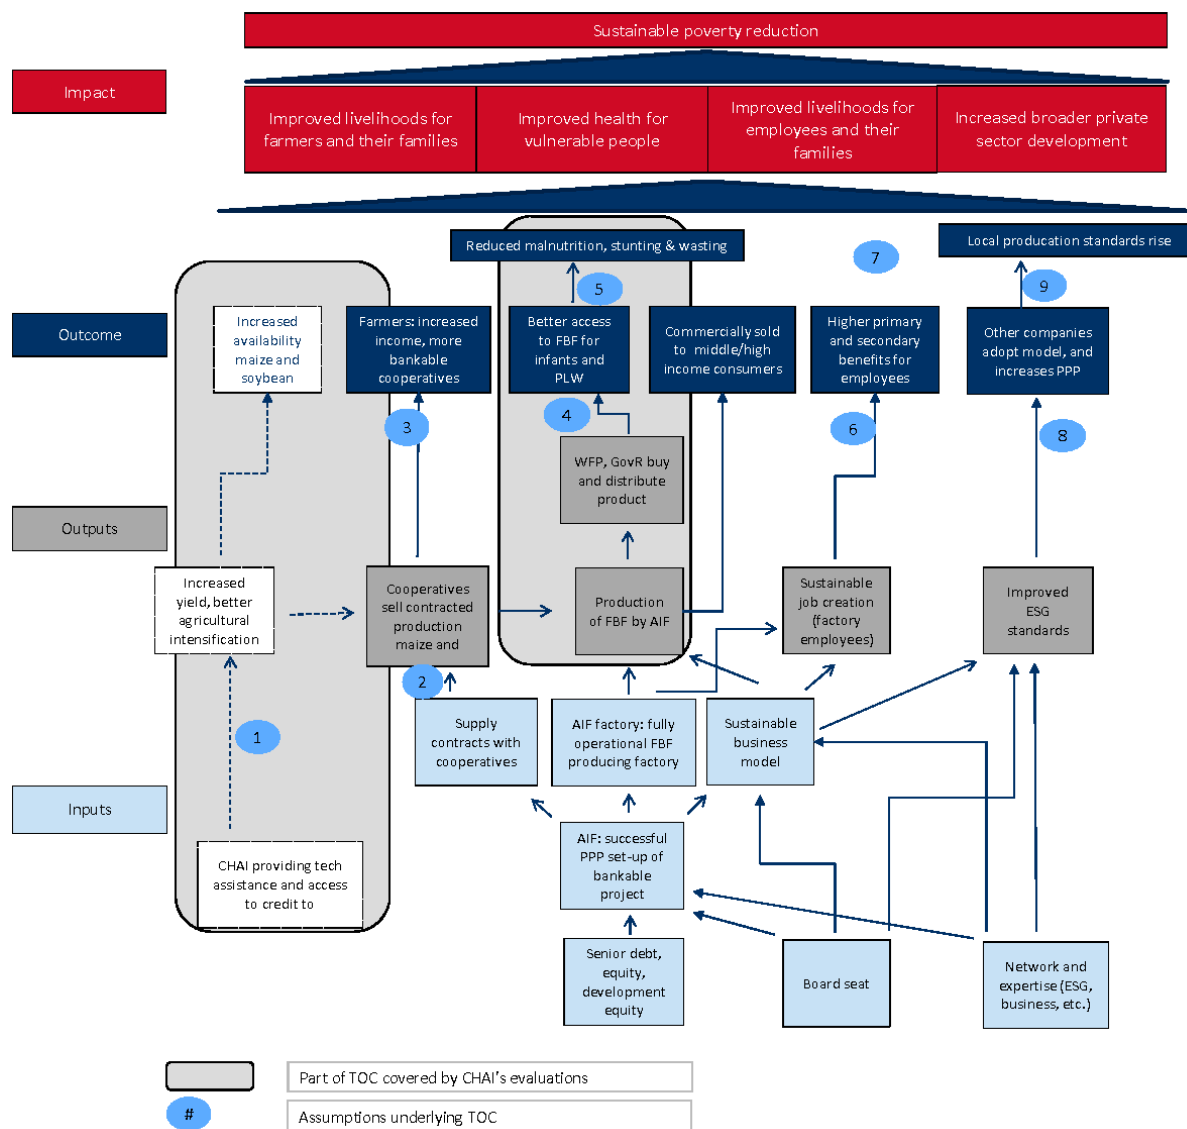 Sustainable poverty reduction
Impact
Improved livelihoods for
farmers and their families
Improved health for
vulnerable people
Improved livelihoods for
employees and their
families
Increased broader private
sector development
Reduced malnutrition, stunting & wasting
Local producation standards rise
7
5
9
Outcome
Increased
availability
maize and
soybean
Farmers: increased
income, more
bankable
cooperatives
Better access
to FBF for
infants and
PLW
Commercially sold
to middle/high
income consumers
Higher primary
and secondary
benefits for
employees
Other companies
adopt model, and
increases PPP
3
4
6
8
WFP, GovR buy
and distribute
product
Outputs
Increased
yield, better
agricultural
intensification
Cooperatives
sell contracted
production
maize and
Production
of FBF by AIF
Sustainable
job creation
(factory
employees)
Improved
ESG
standards
2
1
Supply
contracts with
cooperatives
AIF factory: fully
operational FBF
producing factory
Sustainable
business
model
Inputs
CHAI providing tech
assistance and access
to credit to
AIF: successful
PPP set-up of
bankable
project
Senior debt,
equity,
development
equity
Board seat
Network and
expertise (ESG,
business, etc.)
Part of TOC covered by CHAI's evaluations
#
Assumptions underlying TOC